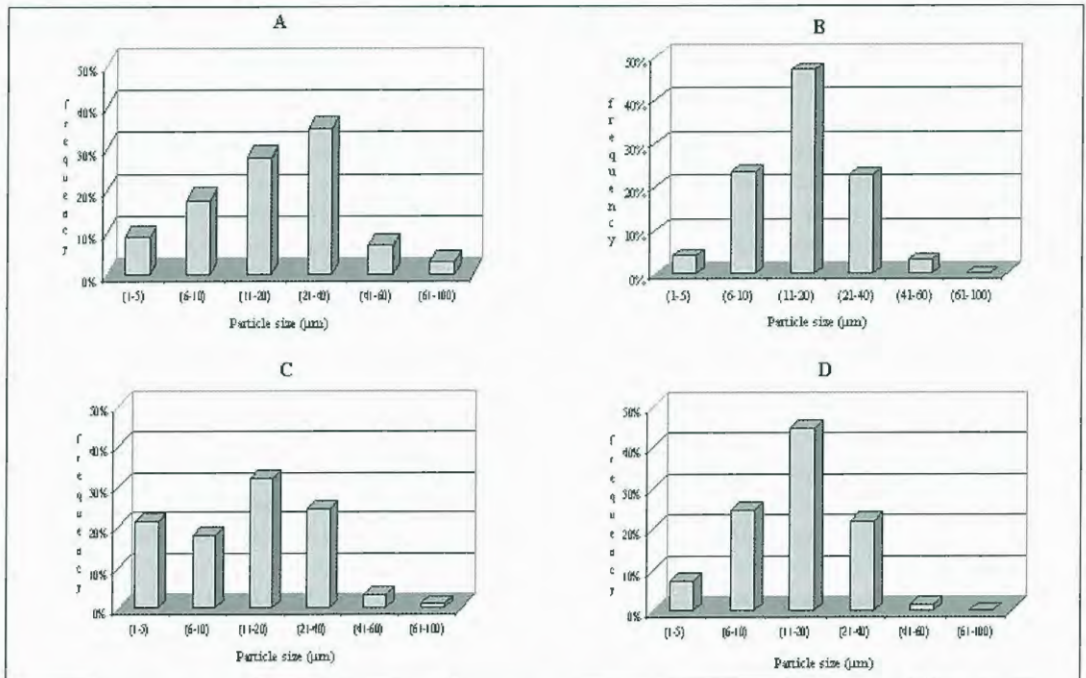 A
50%
40%
30%
20%
10%
0%
frequency
(1-5) (6-10) (11-20) (21-40) (41-60) (61-100)
Particle size (µm)
B
50%
40%
30%
20%
10%
0%
frequency
(1-5) (6-10) (11-20) (21-40) (41-60) (61-100)
Particle size (µm)
C
50%
40%
30%
20%
10%
0%
frequency
(1-5) (6-10) (11-20) (21-40) (41-60) (61-100)
Particle size (µm)
D
50%
40%
30%
20%
10%
0%
frequency
(1-5) (6-10) (11-20) (21-40) (41-60) (61-100)
Particle size (µm)